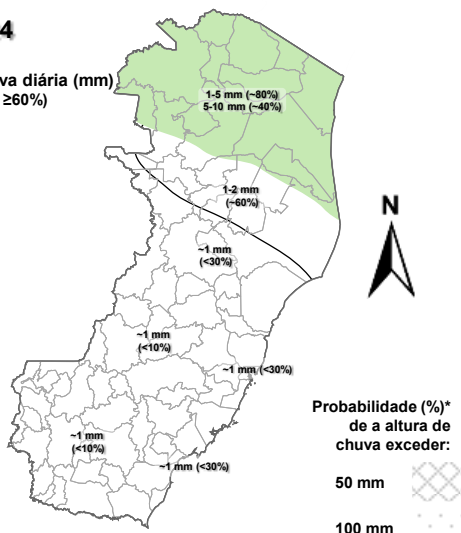 4
va diária (mm)
≥60%)
1-5 mm (~80%)
5-10 mm (~40%)
1-2 mm
(~60%)
~1 mm
(<30%)
N
~1 mm
(<10%)
~1 mm (<30%)
~1 mm
(<10%)
~1 mm (<30%)
Probabilidade (%)*
de a altura de
chuva exceder:
50 mm
100 mm